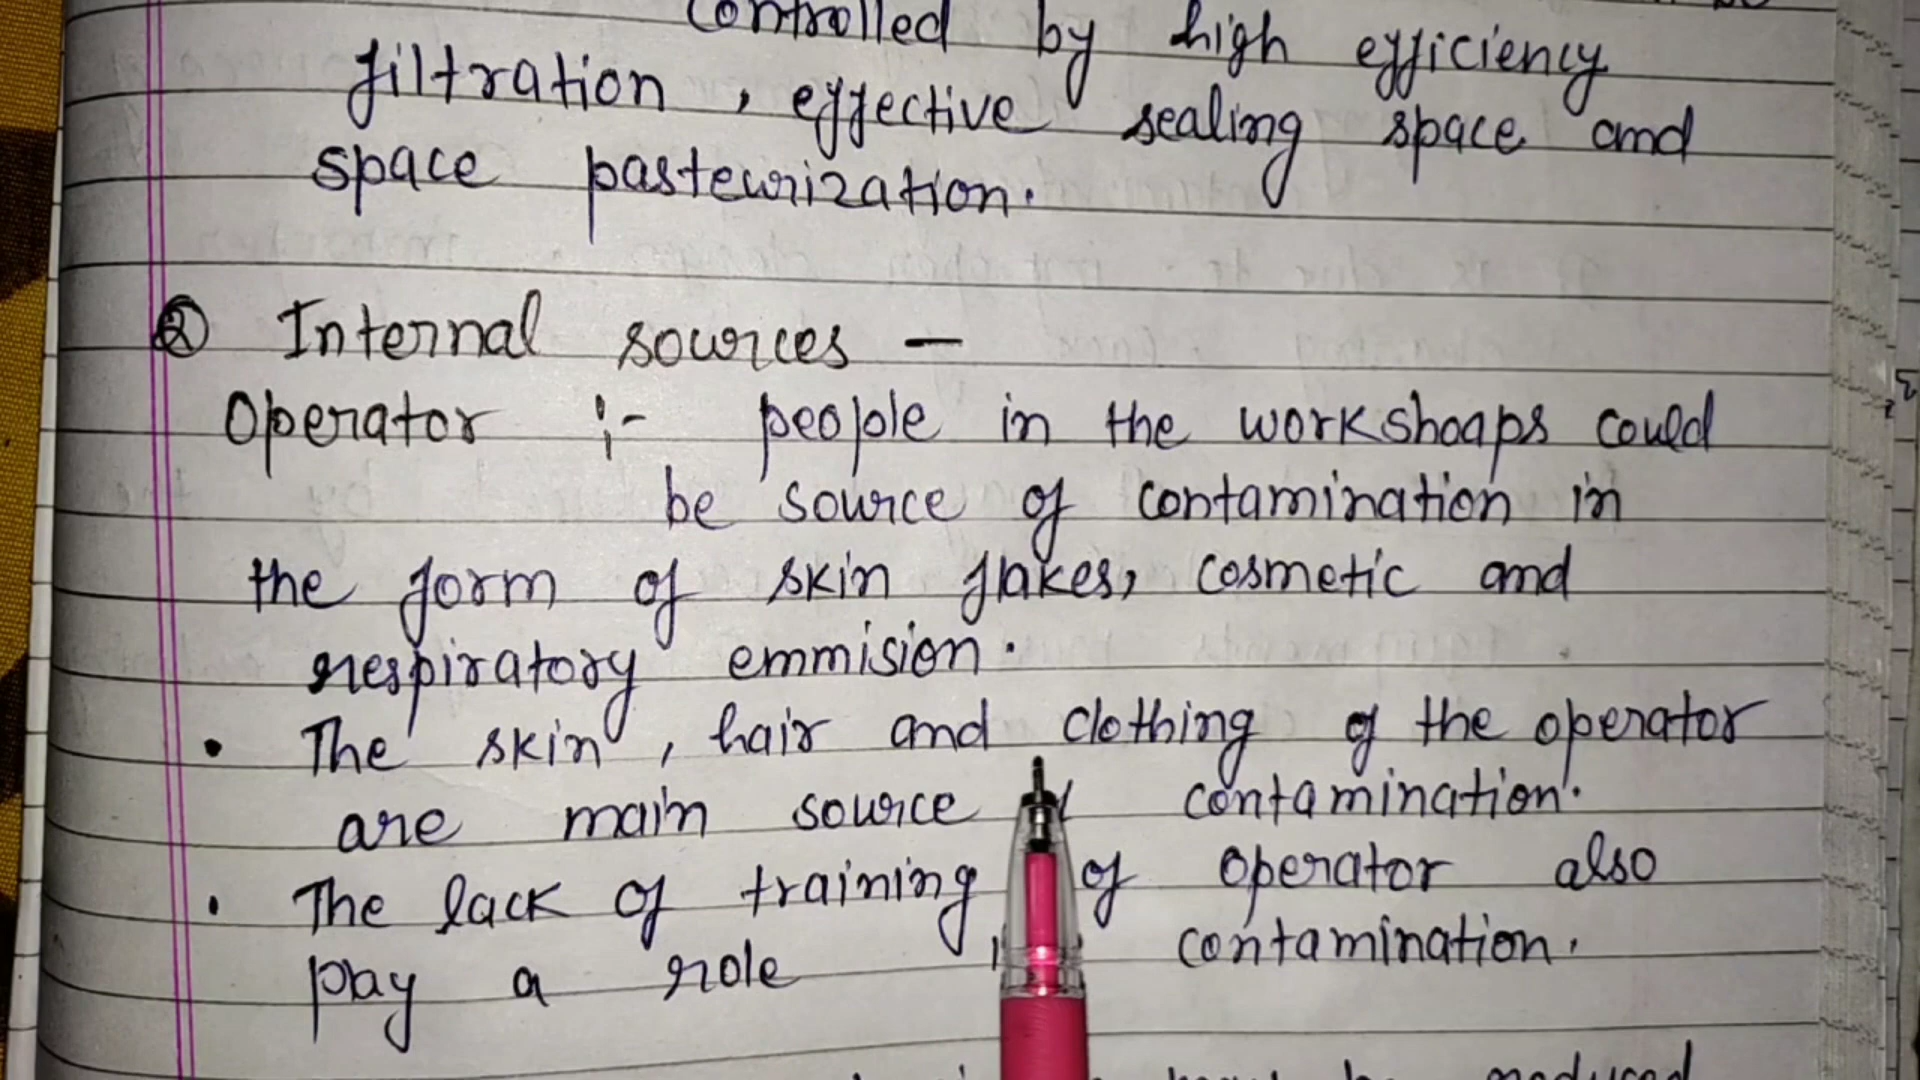 Controlled by high efficiency
filtration, effective sealing space and
space pasteurization.
② Internal sources —
Operator :- people in the workshoaps could
be source of contamination in
the form of skin flakes, cosmetic and
respiratory emmision.
• The skin, hair and clothing of the operator
are main source contamination.
• The lack of training of operator also
pay a role contamination.